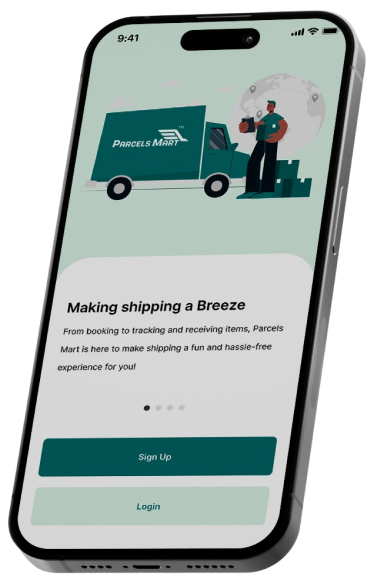 9:41
PARCELS MART
Making shipping a Breeze
From booking to tracking and receiving items, Parcels
Mart is here to make shipping a fun and hassle-free
experience for you!
Sign Up
Login